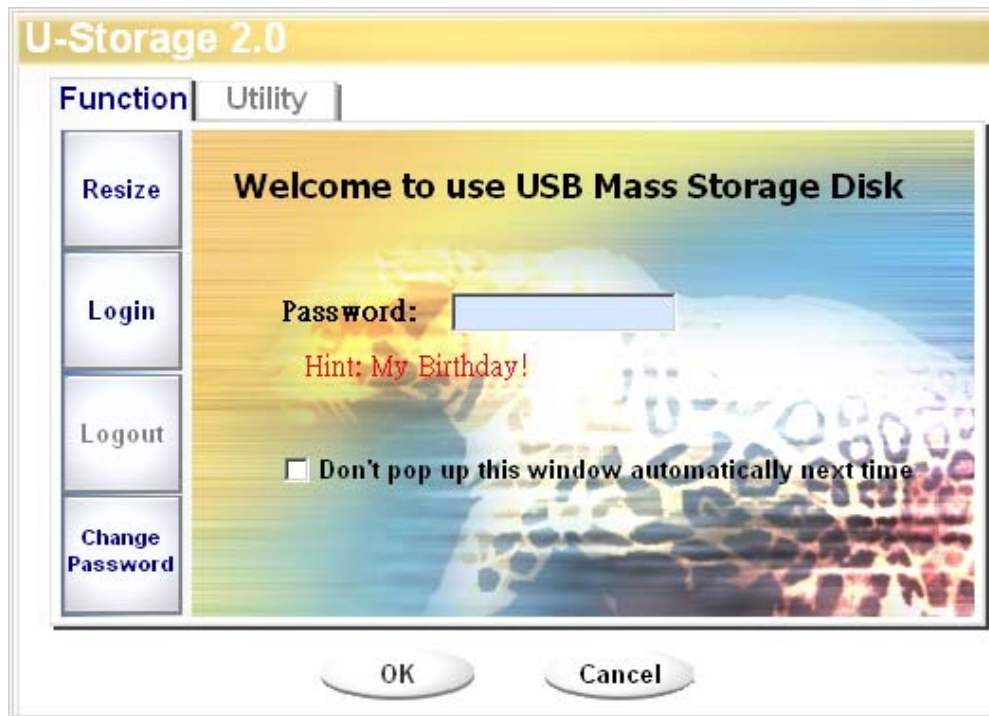 U-Storage 2.0
Function Utility
Resize
Welcome to use USB Mass Storage Disk
Login
Password:
Hint: My Birthday!
Logout
Don't pop up this window automatically next time
Change
Password
OK Cancel